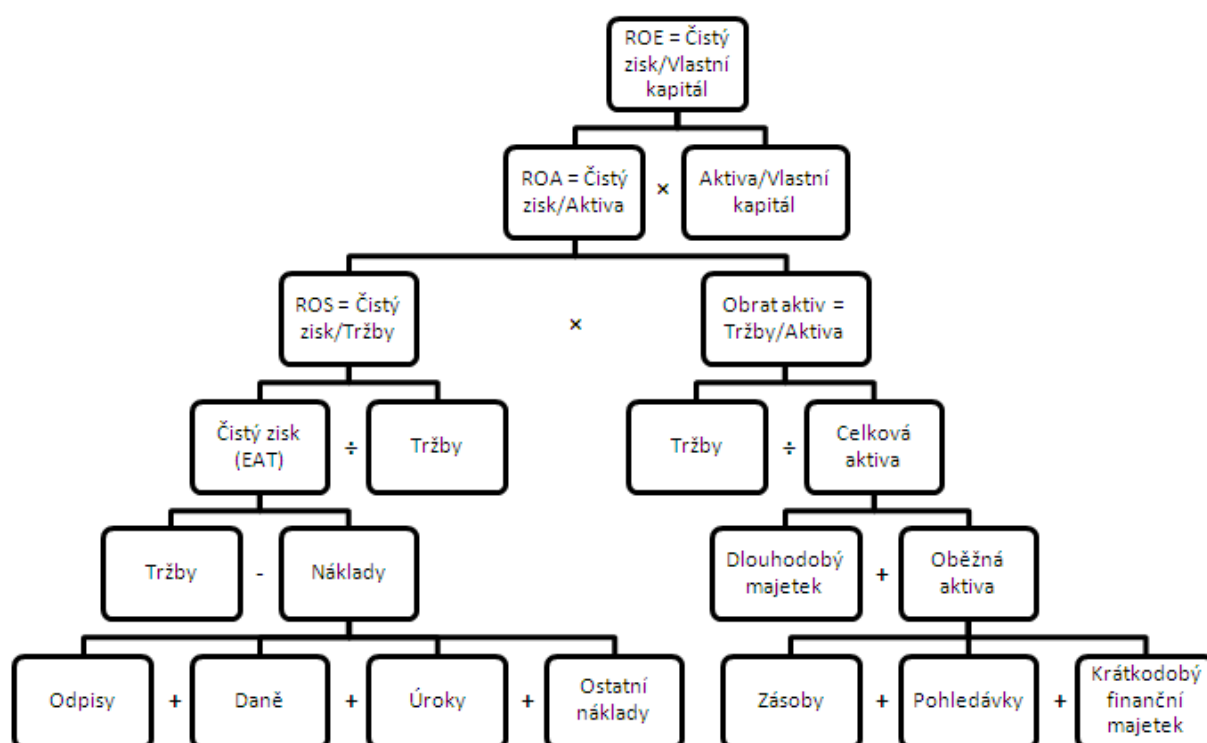 ROE = Čistý
zisk/Vlastní
kapitál
ROA = Čistý
zisk/Aktiva
×
Aktiva/Vlastní
kapitál
ROS = Čistý
zisk/Tržby
×
Obrat aktiv =
Tržby/Aktiva
Čistý zisk
(EAT)
÷
Tržby
Tržby
÷
Celková
aktiva
Tržby
-
Náklady
Dlouhodobý
majetek
+
Oběžná
aktiva
Odpisy
+
Daně
+
Úroky
+
Ostatní
náklady
Zásoby
+
Pohledávky
+
Krátkodobý
finanční
majetek